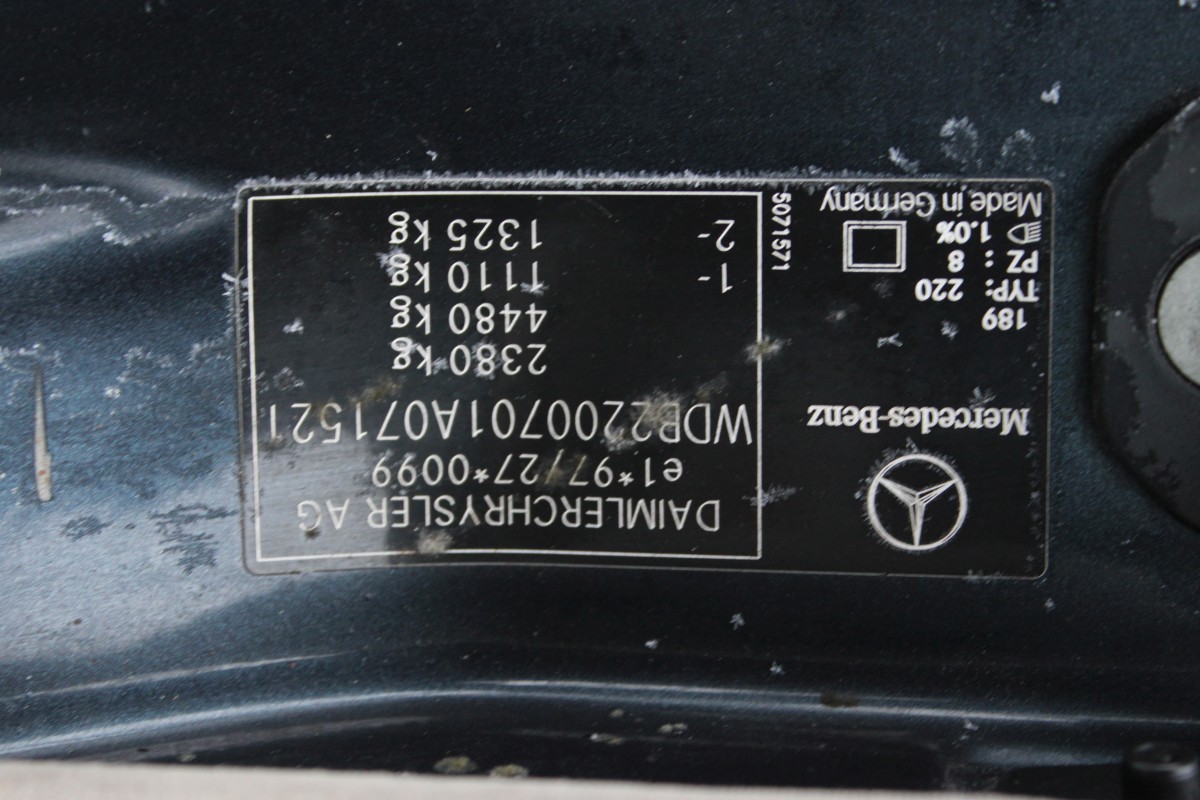 Mercedes-Benz
189
TYP: 220
PZ : 8
1.0%
Made in Germany
5071571
DAIMLERCHRYSLER AG
e1*97/27*0099
WDB2200701A071521
2380 kg
4480 kg
1- 1110 kg
2- 1325 kg